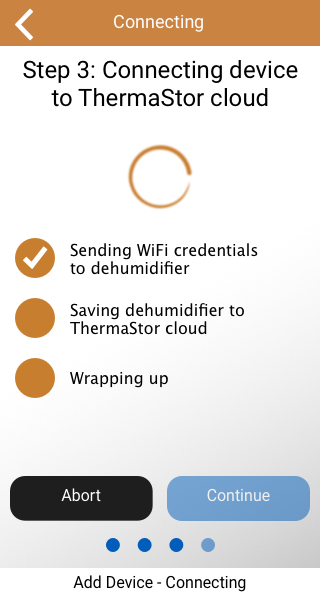 Connecting
Step 3: Connecting device
to ThermaStor cloud
Sending WiFi credentials
to dehumidifier
Saving dehumidifier to
ThermaStor cloud
Wrapping up
Abort
Continue
Add Device - Connecting